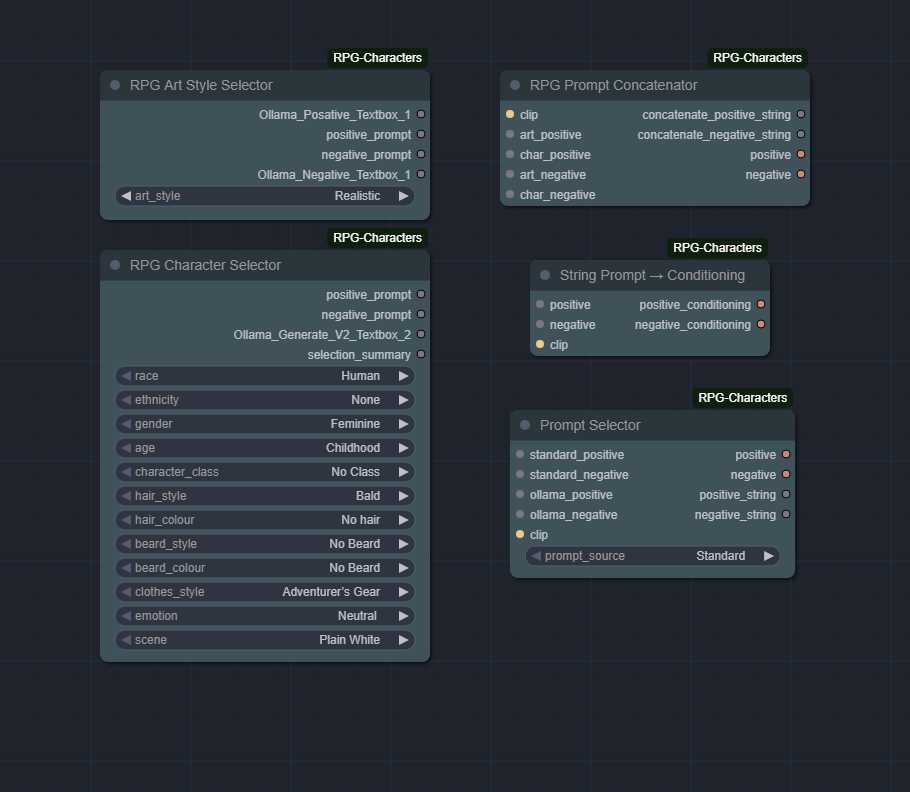 RPG-Characters
RPG Art Style Selector
Ollama_Posative_Textbox_1
positive_prompt
negative_prompt
Ollama_Negative_Textbox_1
art_style Realistic
RPG-Characters
RPG Character Selector
positive_prompt
negative_prompt
Ollama_Generate_V2_Textbox_2
selection_summary
race Human
ethnicity None
gender Feminine
age Childhood
character_class No Class
hair_style Bald
hair_colour No hair
beard_style No Beard
beard_colour No Beard
clothes_style Adventurer's Gear
emotion Neutral
scene Plain White
RPG-Characters
RPG Prompt Concatenator
clip concatenate_positive_string
art_positive concatenate_negative_string
char_positive positive
art_negative negative
char_negative
RPG-Characters
String Prompt → Conditioning
positive positive_conditioning
negative negative_conditioning
clip
RPG-Characters
Prompt Selector
standard_positive positive
standard_negative negative
ollama_positive positive_string
ollama_negative negative_string
clip
prompt_source Standard